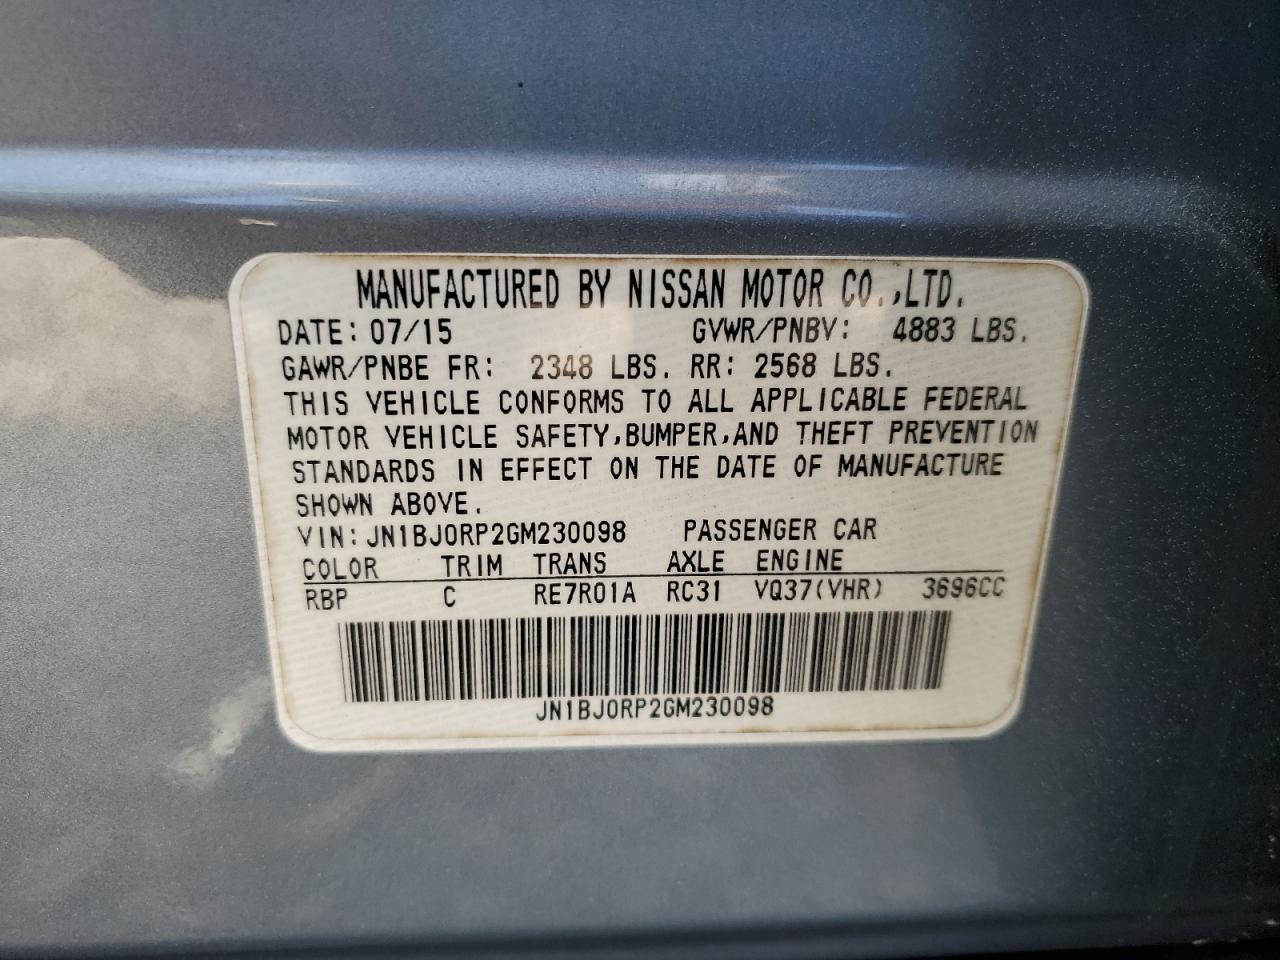 MANUFACTURED BY NISSAN MOTOR CO.,LTD.
DATE: 07/15 GVWR/PNBV: 4883 LBS.
GAWR/PNBE FR: 2348 LBS. RR: 2568 LBS.
THIS VEHICLE CONFORMS TO ALL APPLICABLE FEDERAL
MOTOR VEHICLE SAFETY,BUMPER,AND THEFT PREVENTION
STANDARDS IN EFFECT ON THE DATE OF MANUFACTURE
SHOWN ABOVE.
VIN: JN1BJ0RP2GM230098 PASSENGER CAR
COLOR TRIM TRANS AXLE ENGINE
RBP C RE7R01A RC31 VQ37(VHR) 3696CC
JN1BJ0RP2GM230098